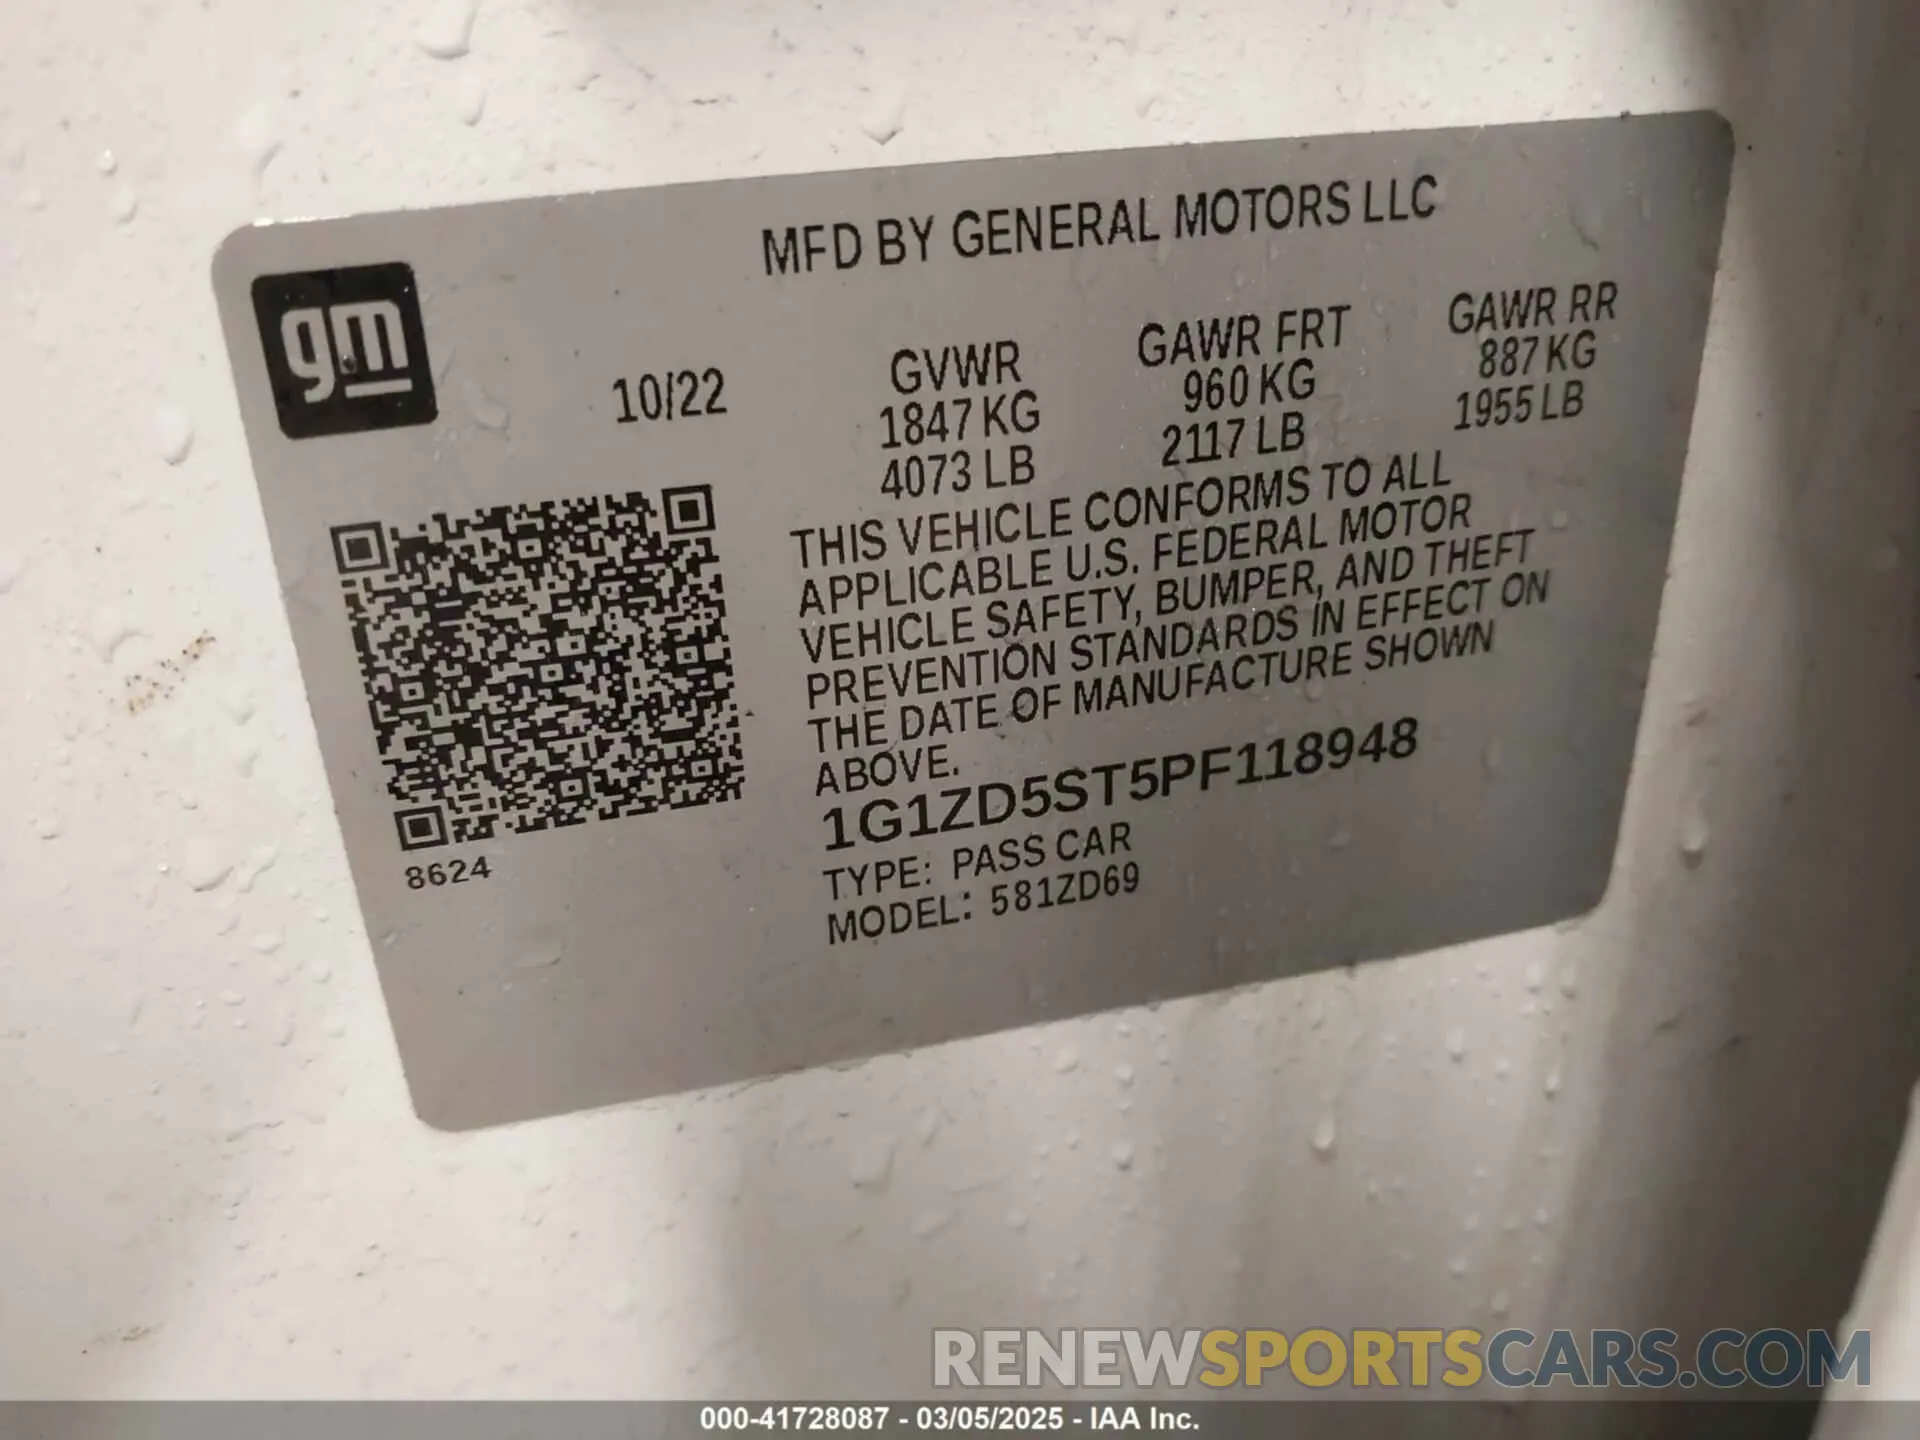 MFD BY GENERAL MOTORS LLC
gm
10/22
GVWR
1847 KG
4073 LB
GAWR FRT
960 KG
2117 LB
GAWR RR
887 KG
1955 LB
THIS VEHICLE CONFORMS TO ALL
APPLICABLE U.S. FEDERAL MOTOR
VEHICLE SAFETY, BUMPER, AND THEFT
PREVENTION STANDARDS IN EFFECT ON
THE DATE OF MANUFACTURE SHOWN
ABOVE.
1G1ZD5ST5PF118948
TYPE: PASS CAR
MODEL: 581ZD69
8624
RENEWSPORTSCARS.COM
000-41728087 - 03/05/2025 - IAA Inc.